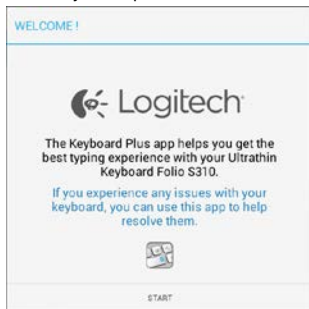 WELCOME !
Logitech
The Keyboard Plus app helps you get the
best typing experience with your Ultrathin
Keyboard Folio S310.
If you experience any issues with your
keyboard, you can use this app to help
resolve them.
START